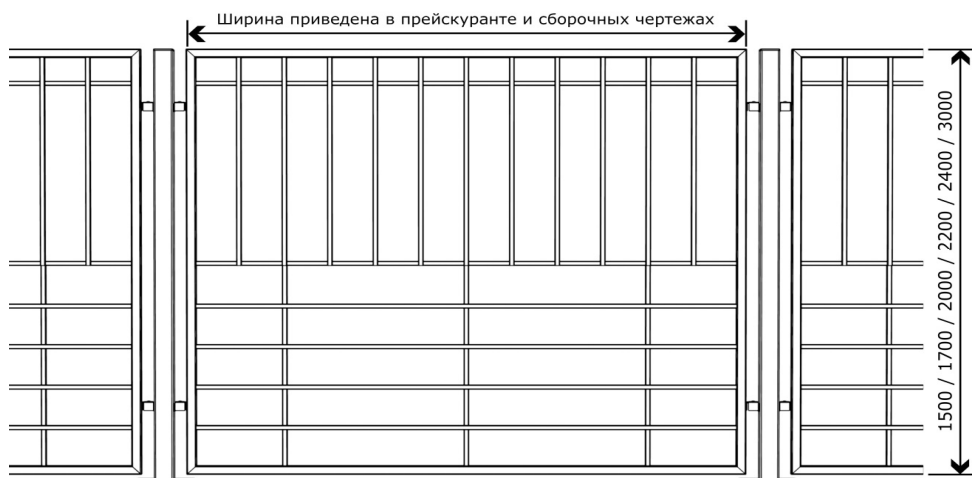 Ширина приведена в прейскуранте и сборочных чертежах
1500 / 1700 / 2000 / 2200 / 2400 / 3000